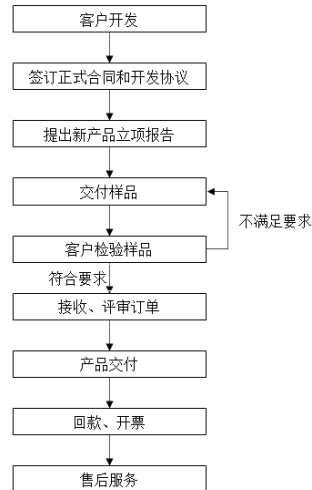 客户开发
签订正式合同和开发协议
提出新产品立项报告
交付样品
不满足要求
客户检验样品
符合要求
接收、评审订单
产品交付
回款、开票
售后服务